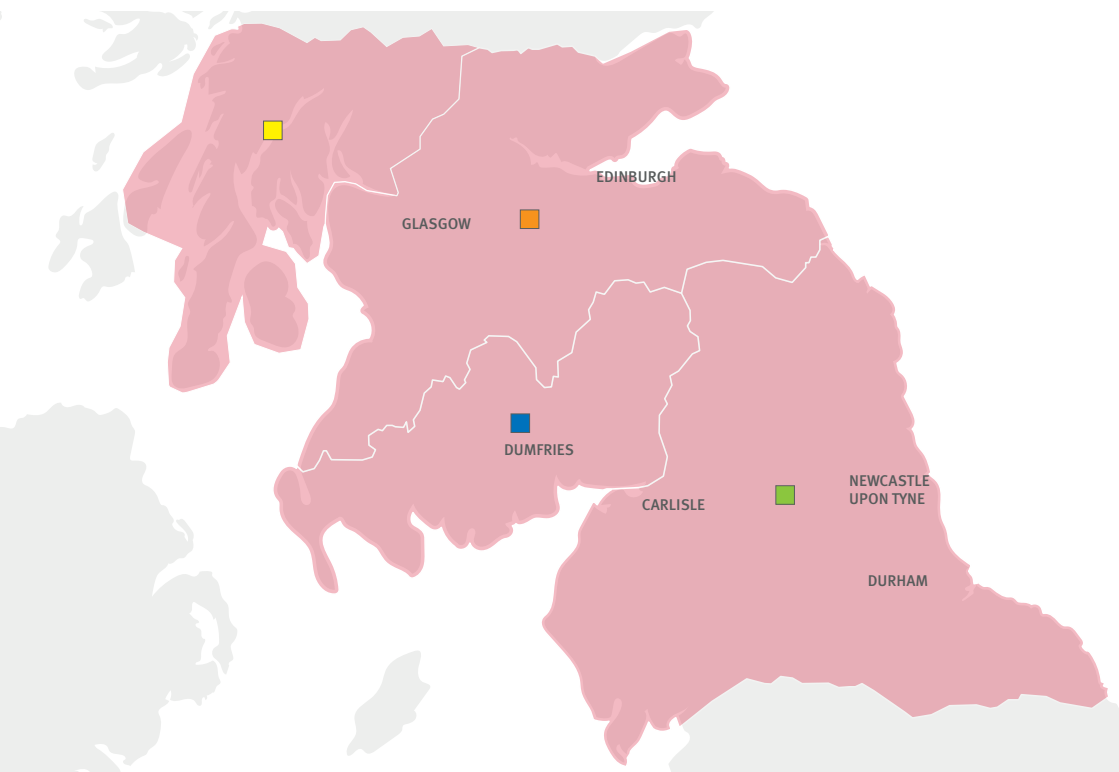 EDINBURGH
GLASGOW
DUMFRIES
NEWCASTLE
UPON TYNE
CARLISLE
DURHAM